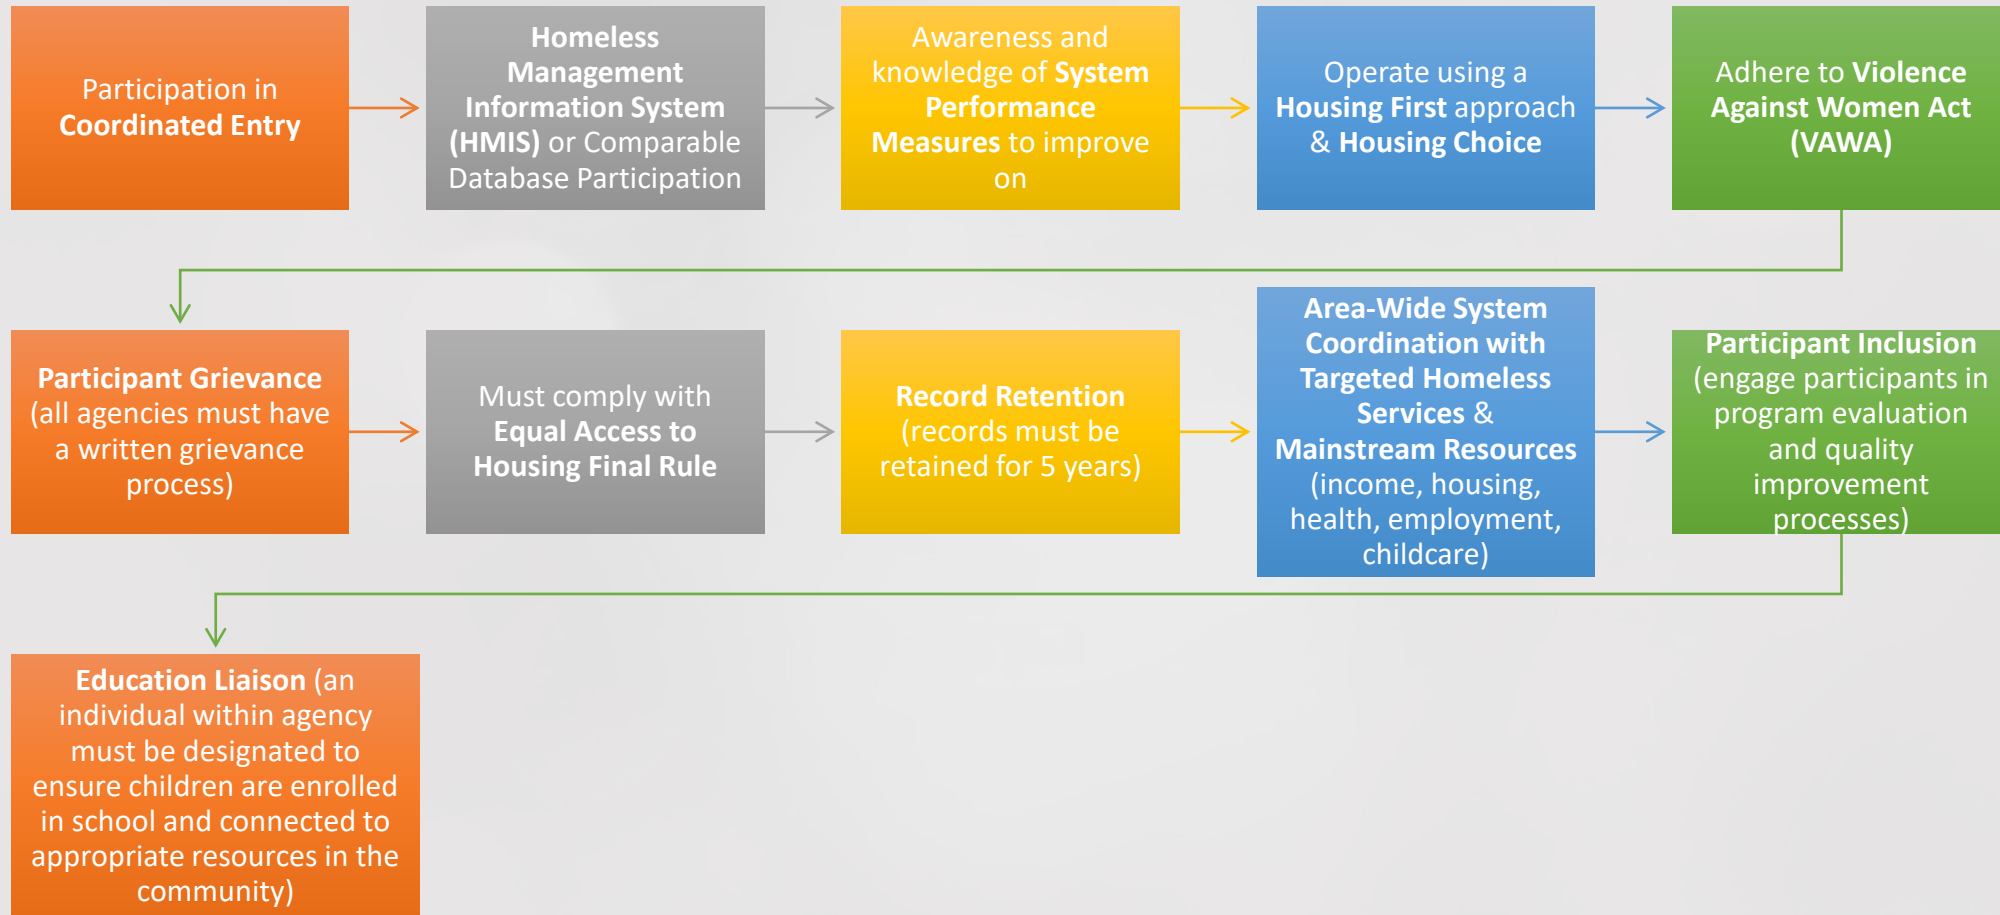 Participation in
Coordinated Entry
Homeless
Management
Information System
(HMIS) or Comparable
Database Participation
Awareness and
knowledge of System
Performance
Measures to improve
on
Operate using a
Housing First approach
& Housing Choice
Adhere to Violence
Against Women Act
(VAWA)
Participant Grievance
(all agencies must have
a written grievance
process)
Must comply with
Equal Access to
Housing Final Rule
Record Retention
(records must be
retained for 5 years)
Area-Wide System
Coordination with
Targeted Homeless
Services &
Mainstream Resources
(income, housing,
health, employment,
childcare)
Participant Inclusion
(engage participants in
program evaluation
and quality
improvement
processes)
Education Liaison (an
individual within agency
must be designated to
ensure children are enrolled
in school and connected to
appropriate resources in the
community)